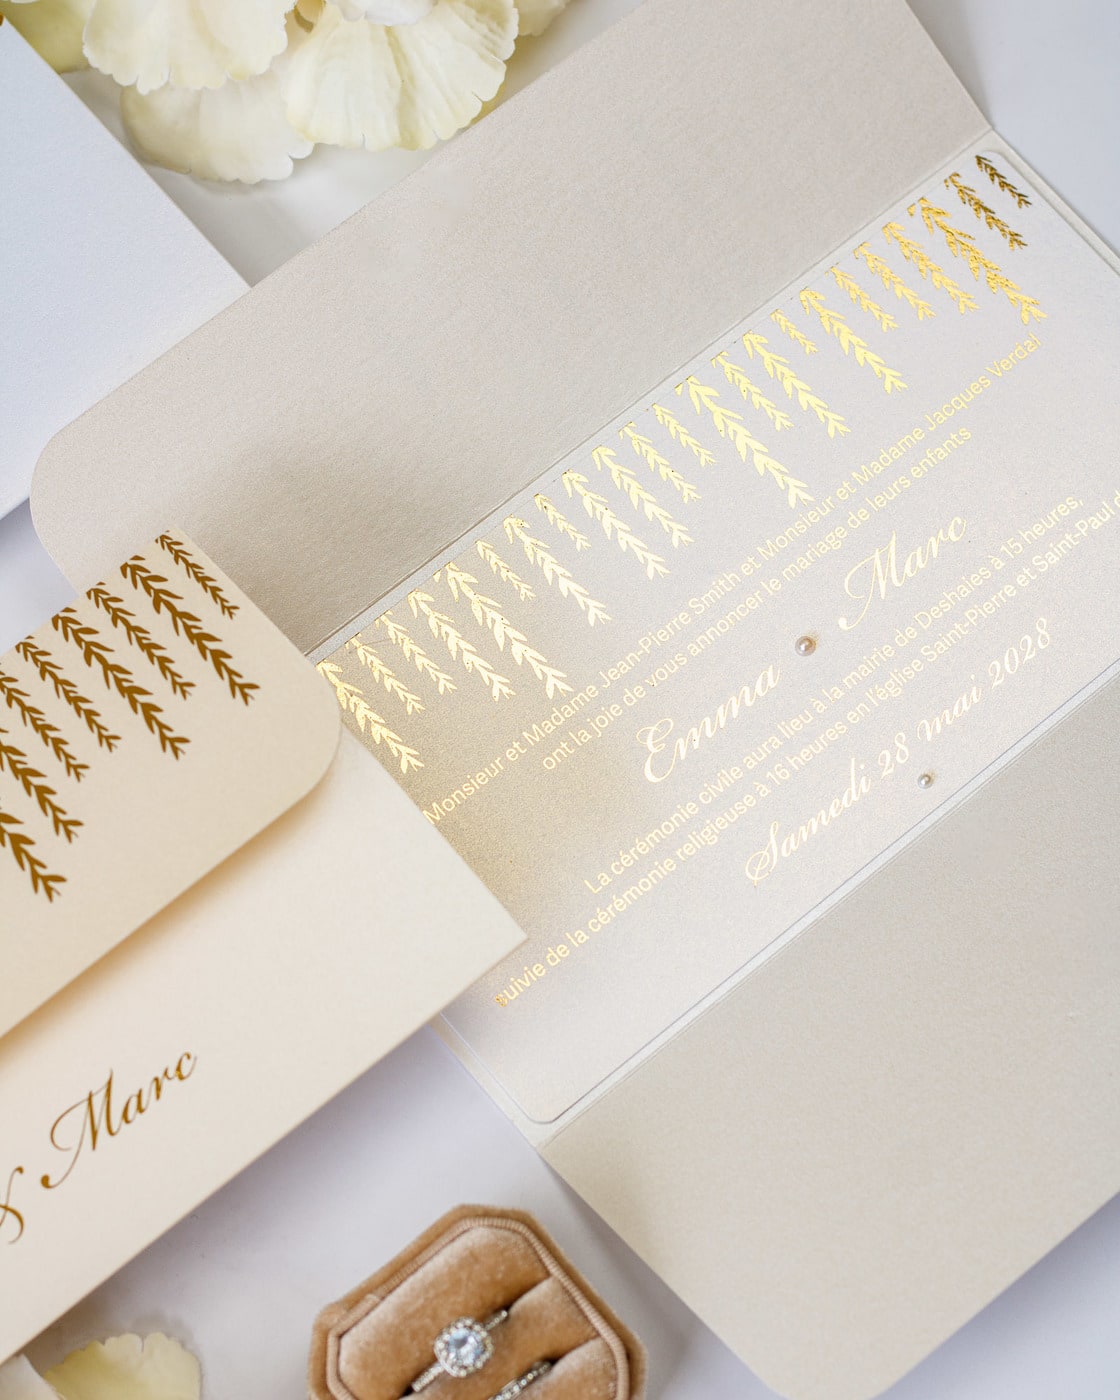 Monsieur et Madame Jean-Pierre Smith et Monsieur et Madame Jacques Verdal
ont la joie de vous annoncer le mariage de leurs enfants
Emma Marc
La cérémonie civile aura lieu à la mairie de Deshaies à 15 heures,
suivie de la cérémonie religieuse à 16 heures en l'église Saint-Pierre et Saint-Paul
Samedi 28 mai 2028
& Marc